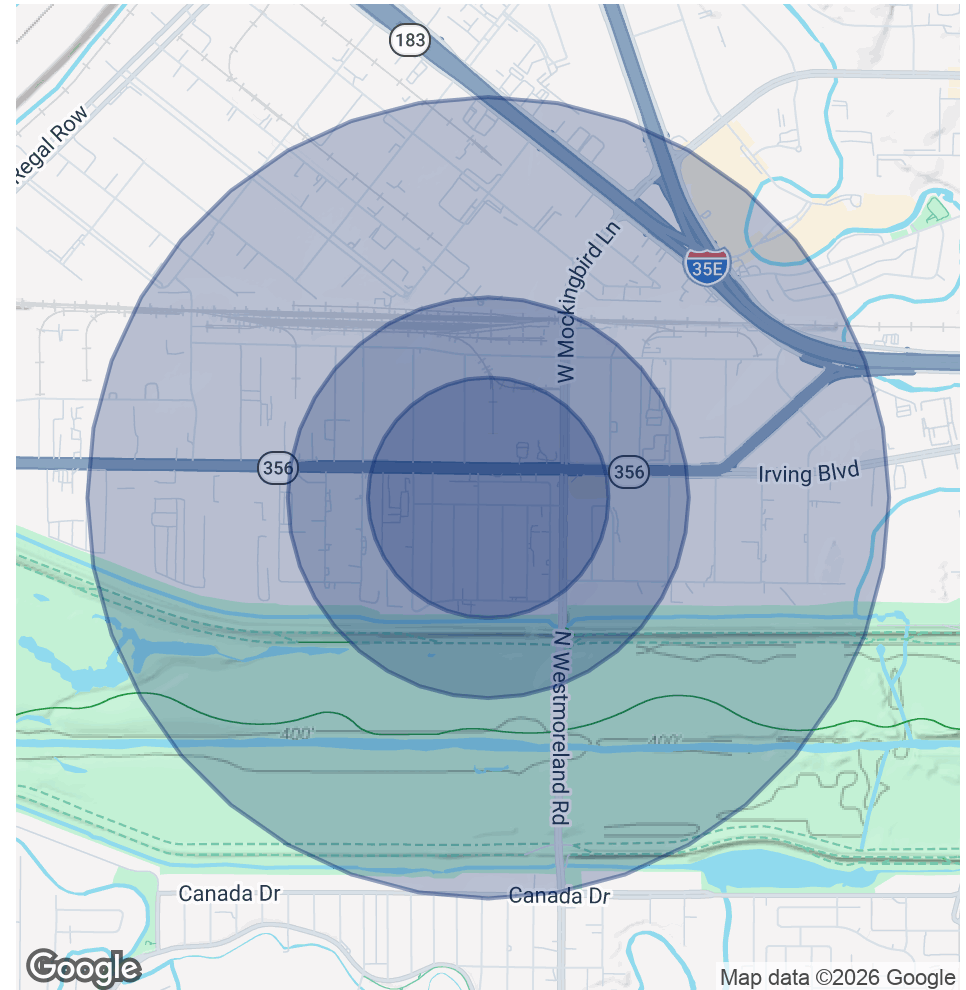 183
Regal Row
W Mockingbird Ln
35E
356
356
Irving Blvd
N Westmoreland Rd
400'
400'
Canada Dr
Canada Dr
Google
Map data ©2026 Google